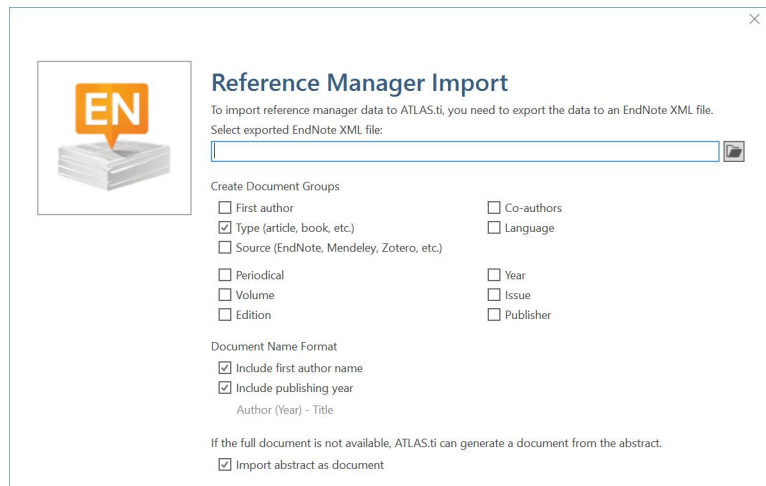 EN
Reference Manager Import
To import reference manager data to ATLAS.ti, you need to export the data to an EndNote XML file.
Select exported EndNote XML file:
Create Document Groups
First author
Co-authors
Type (article, book, etc.)
Language
Source (EndNote, Mendeley, Zotero, etc.)
Periodical
Year
Volume
Issue
Edition
Publisher
Document Name Format
Include first author name
Include publishing year
Author (Year) - Title
If the full document is not available, ATLAS.ti can generate a document from the abstract.
Import abstract as document